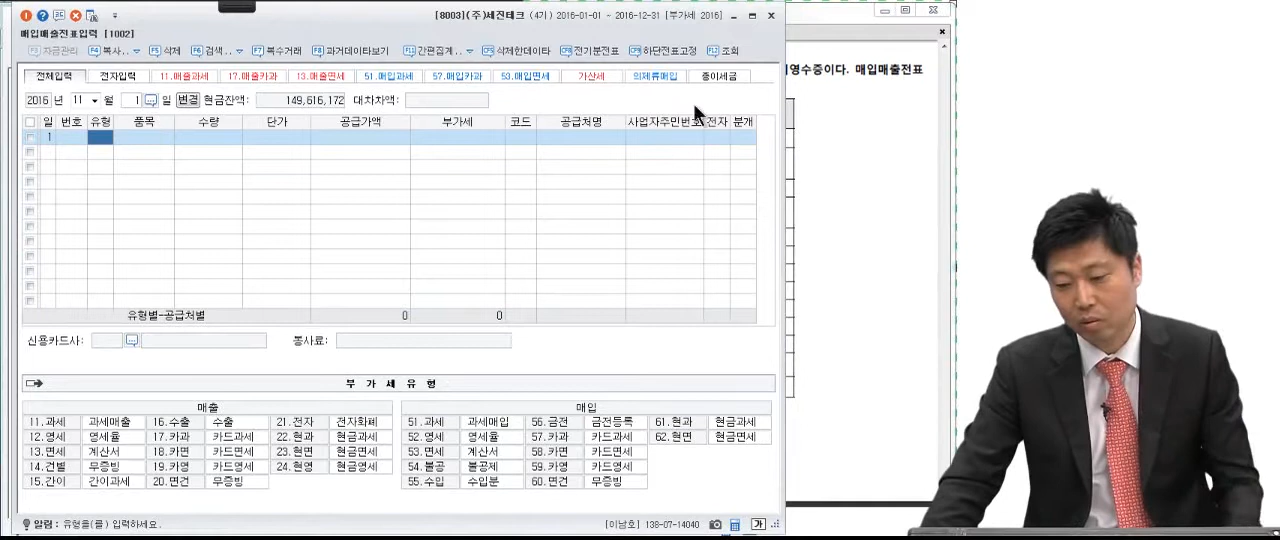 [8003](주)세진테크 (4기) 2016-01-01 ~ 2016-12-31 [부가세 2016]
매입매출전표입력 [1002]
F3 자금관리 F4 복사.. F5 삭제 F6 검색.. F7 복수거래 F8 과거데이타보기 F11 간편집계.. CF5 삭제한데이타 CF8 전기분전표 CF9 하단전표고정 F12 조회
전체입력 전자입력 11.매출과세 17.매출카과 13.매출면세 51.매입과세 57.매입카과 53.매입면세 가산세 의제류매입 종이세금
2016 년 11 월 1 일 변경 현금잔액: 149,616,172 대차차액:
일 번호 유형 품목 수량 단가 공급가액 부가세 코드 공급처명 사업자주민번호 전자 분개
1
유형별-공급처별 0 0
신용카드사: 봉사료:
부 가 세 유 형
매출 매입
11.과세 과세매출 16.수출 수출 21.전자 전자화폐 51.과세 과세매입 56.금전 금전등록 61.현과 현금과세
12.영세 영세율 17.카과 카드과세 22.현과 현금과세 52.영세 영세율 57.카과 카드과세 62.현면 현금면세
13.면세 계산서 18.카면 카드면세 23.현면 현금면세 53.면세 계산서 58.카면 카드면세
14.건별 무증빙 19.카영 카드영세 24.현영 현금영세 54.불공 불공제 59.카영 카드영세
15.간이 간이과세 20.면건 무증빙 55.수입 수입분 60.면건 무증빙
알림 : 유형을(를) 입력하세요. [이남호] 138-07-14040 가
영수증이다. 매입매출전표